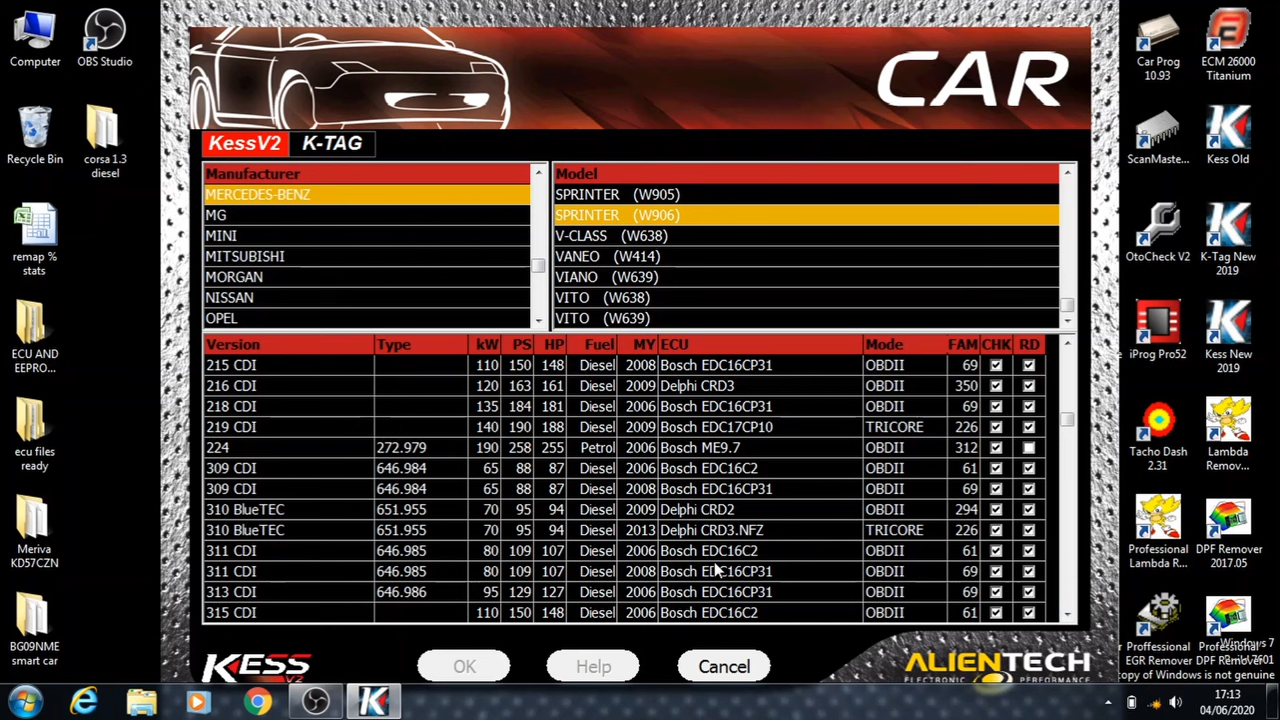 Computer
OBS Studio
Recycle Bin
corsa 1.3
diesel
remap %
stats
ECU AND
EEPRO...
ecu files
ready
Meriva
KD57CZN
BG09NME
smart car
CAR
KessV2 K-TAG
Manufacturer
MERCEDES-BENZ
MG
MINI
MITSUBISHI
MORGAN
NISSAN
OPEL
Model
SPRINTER (W905)
SPRINTER (W906)
V-CLASS (W638)
VANEO (W414)
VIANO (W639)
VITO (W638)
VITO (W639)
Version Type kW PS HP Fuel MY ECU Mode FAM CHK RD
215 CDI 110 150 148 Diesel 2008 Bosch EDC16CP31 OBDII 69
216 CDI 120 163 161 Diesel 2009 Delphi CRD3 OBDII 350
218 CDI 135 184 181 Diesel 2006 Bosch EDC16CP31 OBDII 69
219 CDI 140 190 188 Diesel 2009 Bosch EDC17CP10 TRICORE 226
224 272.979 190 258 255 Petrol 2006 Bosch ME9.7 OBDII 312
309 CDI 646.984 65 88 87 Diesel 2006 Bosch EDC16C2 OBDII 61
309 CDI 646.984 65 88 87 Diesel 2008 Bosch EDC16CP31 OBDII 69
310 BlueTEC 651.955 70 95 94 Diesel 2009 Delphi CRD2 OBDII 294
310 BlueTEC 651.955 70 95 94 Diesel 2013 Delphi CRD3.NFZ TRICORE 226
311 CDI 646.985 80 109 107 Diesel 2006 Bosch EDC16C2 OBDII 61
311 CDI 646.985 80 109 107 Diesel 2008 Bosch EDC16CP31 OBDII 69
313 CDI 646.986 95 129 127 Diesel 2006 Bosch EDC16CP31 OBDII 69
315 CDI 110 150 148 Diesel 2006 Bosch EDC16C2 OBDII 61
KESS
V2
OK Help Cancel
ALIENTECH
ELECTRONIC PERFORMANCE
Car Prog
10.93
ECM 26000
Titanium
ScanMaste...
Kess Old
OtoCheck V2
K-Tag New
2019
iProg Pro52
Kess New
2019
Tacho Dash
2.31
Lambda
Remov...
Professional
Lambda R...
DPF Remover
2017.05
Proffessional
EGR Remover
Professional
DPF Remover
Windows 7
copy of Windows is not genuine
17:13
04/06/2020